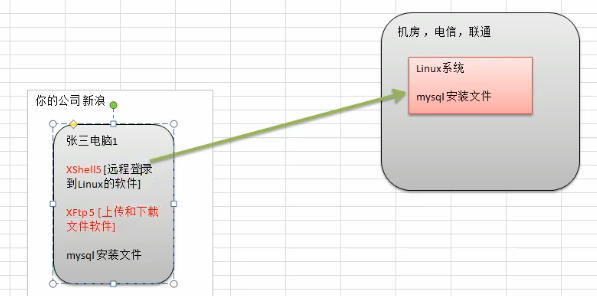 机房，电信，联通
Linux系统
mysql 安装文件
你的公司 新浪
张三电脑1
XShell5 [远程登录
到Linux的软件]
XFtp5 [上传和下载
文件软件]
mysql 安装文件